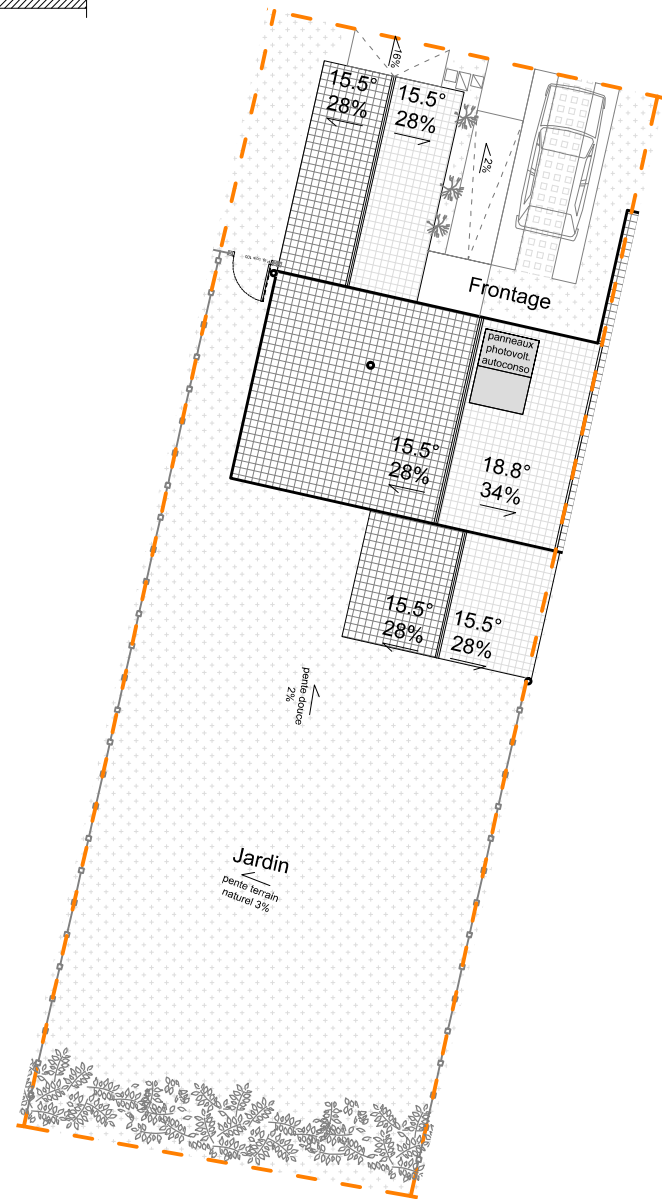 16%
15.5°
28%
15.5°
28%
2%
Frontage
panneaux
photovolt.
autoconso
15.5°
28%
18.8°
34%
15.5°
28%
15.5°
28%
pente douce
2%
Jardin
pente terrain
naturel 3%